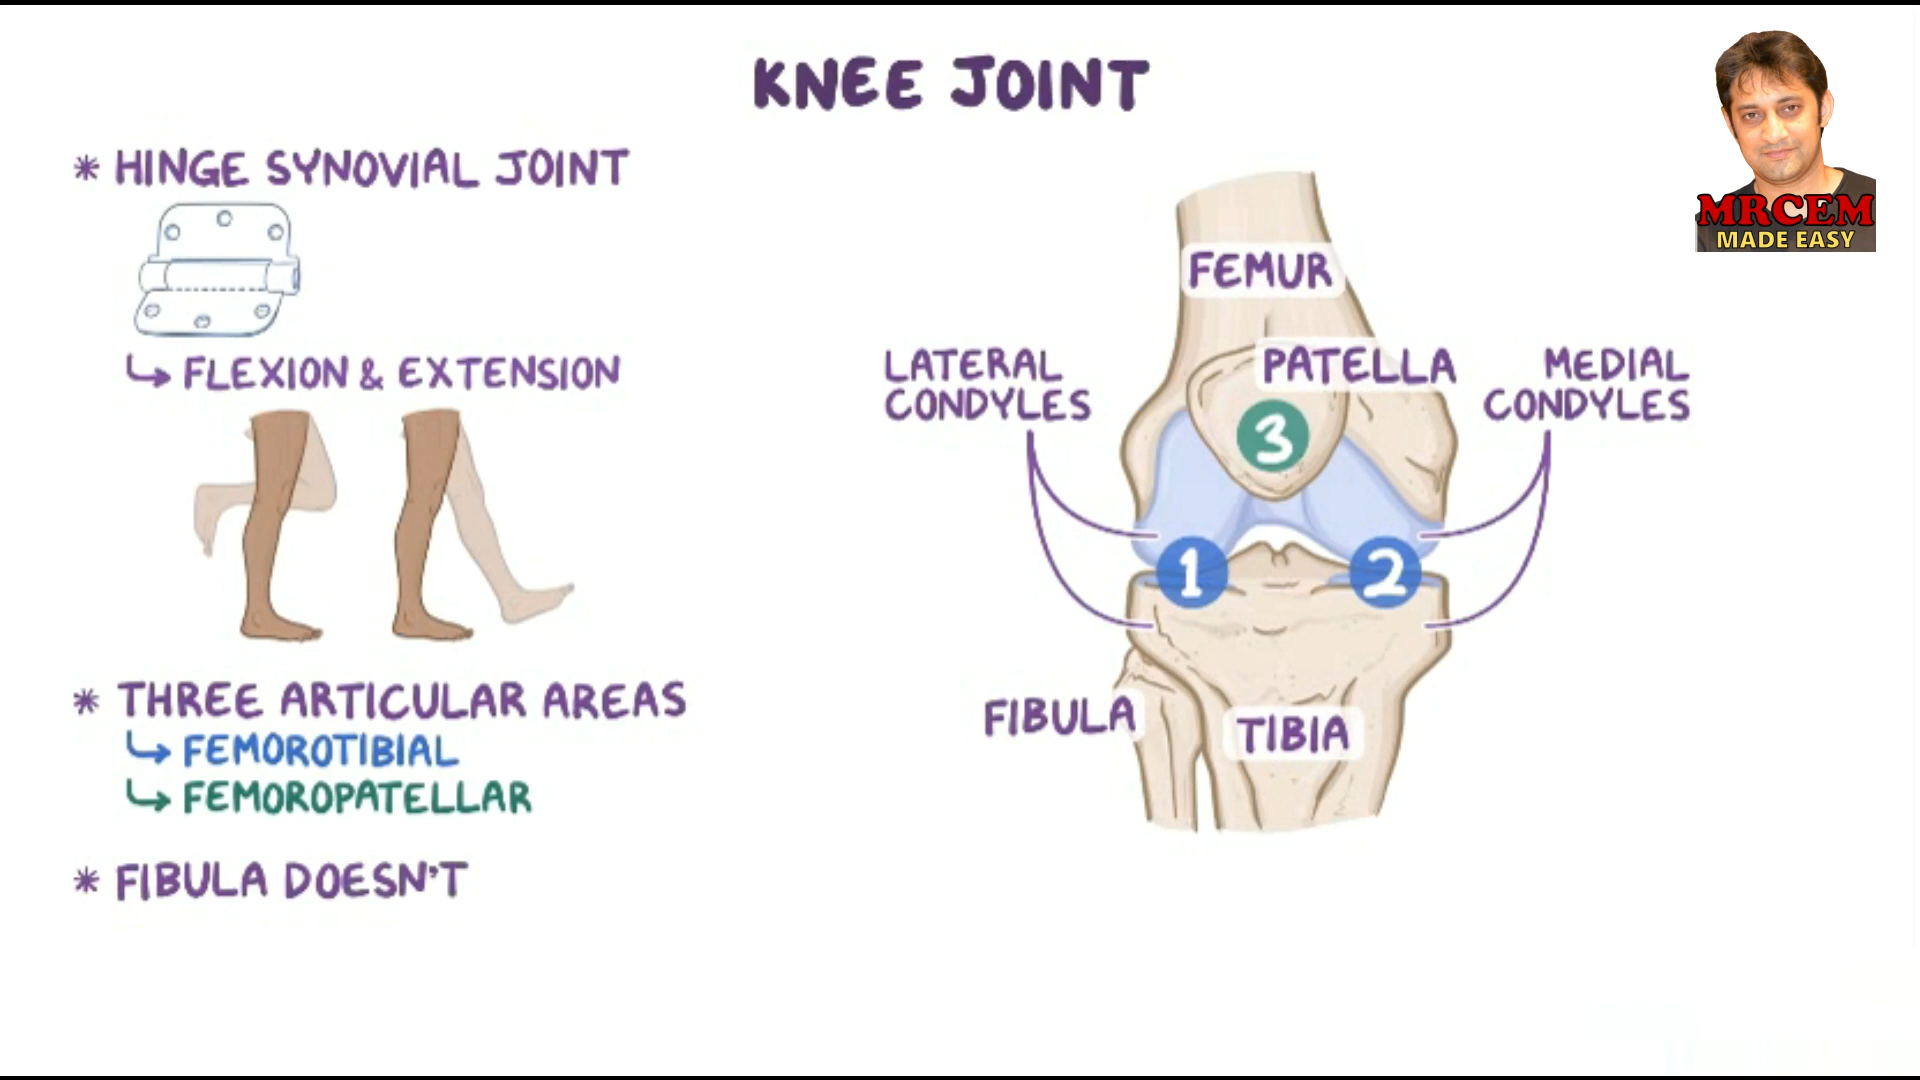 KNEE JOINT
* HINGE SYNOVIAL JOINT
↳ FLEXION & EXTENSION
* THREE ARTICULAR AREAS
↳ FEMOROTIBIAL
↳ FEMOROPATELLAR
* FIBULA DOESN'T
FEMUR
LATERAL
CONDYLES
PATELLA
MEDIAL
CONDYLES
3
1
2
FIBULA
TIBIA
MRCEM
MADE EASY